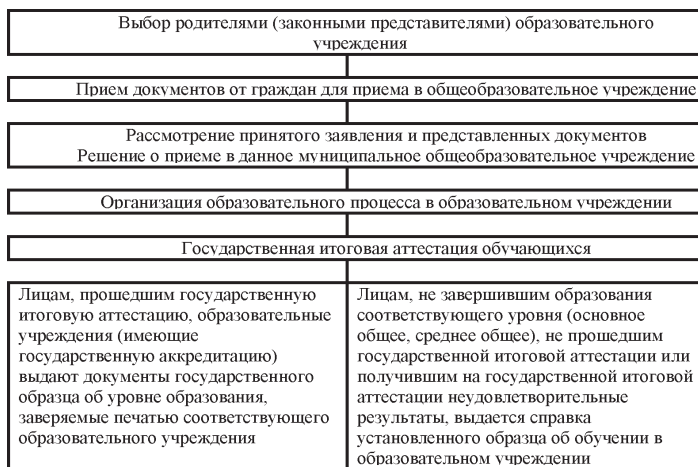 Выбор родителями (законными представителями) образовательного
учреждения
Прием документов от граждан для приема в общеобразовательное учреждение
Рассмотрение принятого заявления и представленных документов
Решение о приеме в данное муниципальное общеобразовательное учреждение
Организация образовательного процесса в образовательном учреждении
Государственная итоговая аттестация обучающихся
Лицам, прошедшим государственную
итоговую аттестацию, образовательные
учреждения (имеющие
государственную аккредитацию)
выдают документы государственного
образца об уровне образования,
заверяемые печатью соответствующего
образовательного учреждения
Лицам, не завершившим образования
соответствующего уровня (основное
общее, среднее общее), не прошедшим
государственной итоговой аттестации или
получившим на государственной итоговой
аттестации неудовлетворительные
результаты, выдается справка
установленного образца об обучении в
образовательном учреждении